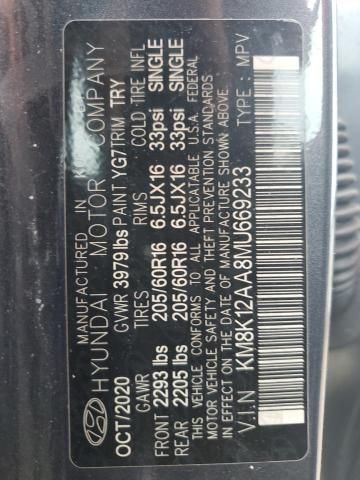 MANUFACTURED IN
HYUNDAI MOTOR COMPANY
OCT/2020 GVWR 3979lbs PAINT YG7 TRIM TRY
GAWR TIRES RIMS COLD TIRE INFL
FRONT 2293 lbs 205/60R16 6.5JX16 33psi SINGLE
REAR 2205 lbs 205/60R16 6.5JX16 33psi SINGLE
THIS VEHICLE CONFORMS TO ALL APPLICABLE U.S.A. FEDERAL
MOTOR VEHICLE SAFETY AND THEFT PREVENTION STANDARDS
IN EFFECT ON THE DATE OF MANUFACTURE SHOWN ABOVE.
V.I.N KM8K12AA8MU669233 TYPE : MPV